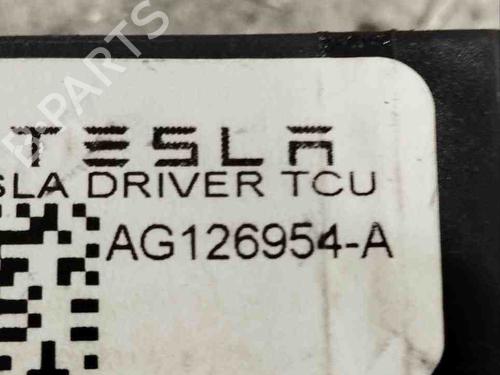 TESLA
SLA DRIVER TCU
AG126954-A
B-PARTS